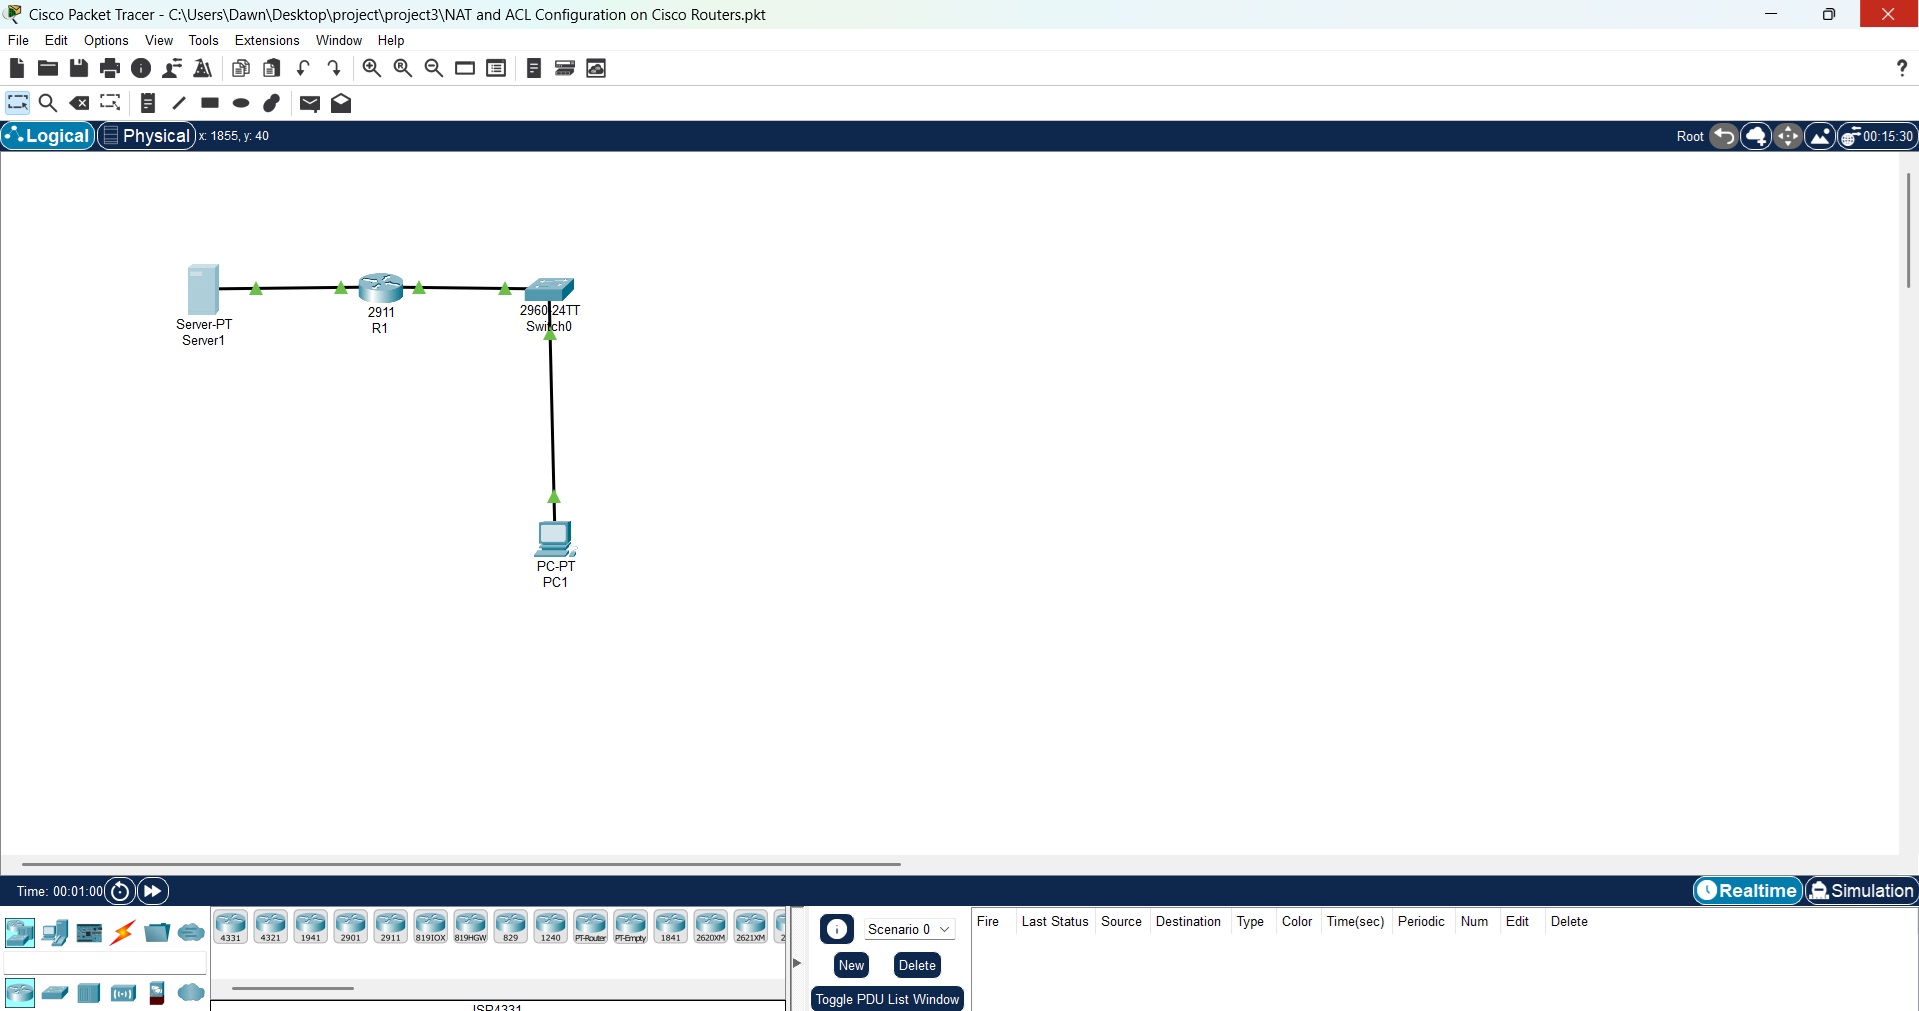 Cisco Packet Tracer - C:\Users\Dawn\Desktop\project\project3\NAT and ACL Configuration on Cisco Routers.pkt
File Edit Options View Tools Extensions Window Help
Logical Physical x: 1855, y: 40 Root 00:15:30
Server-PT
Server1
2911
R1
2960-24TT
Switch0
PC-PT
PC1
Time: 00:01:00 Realtime Simulation
4331 4321 1941 2901 2911 819IOX 819HGW 829 1240 PT-Router PT-Empty 1841 2620XM 2621XM
Scenario 0
New Delete
Toggle PDU List Window
Fire Last Status Source Destination Type Color Time(sec) Periodic Num Edit Delete
ISR4331